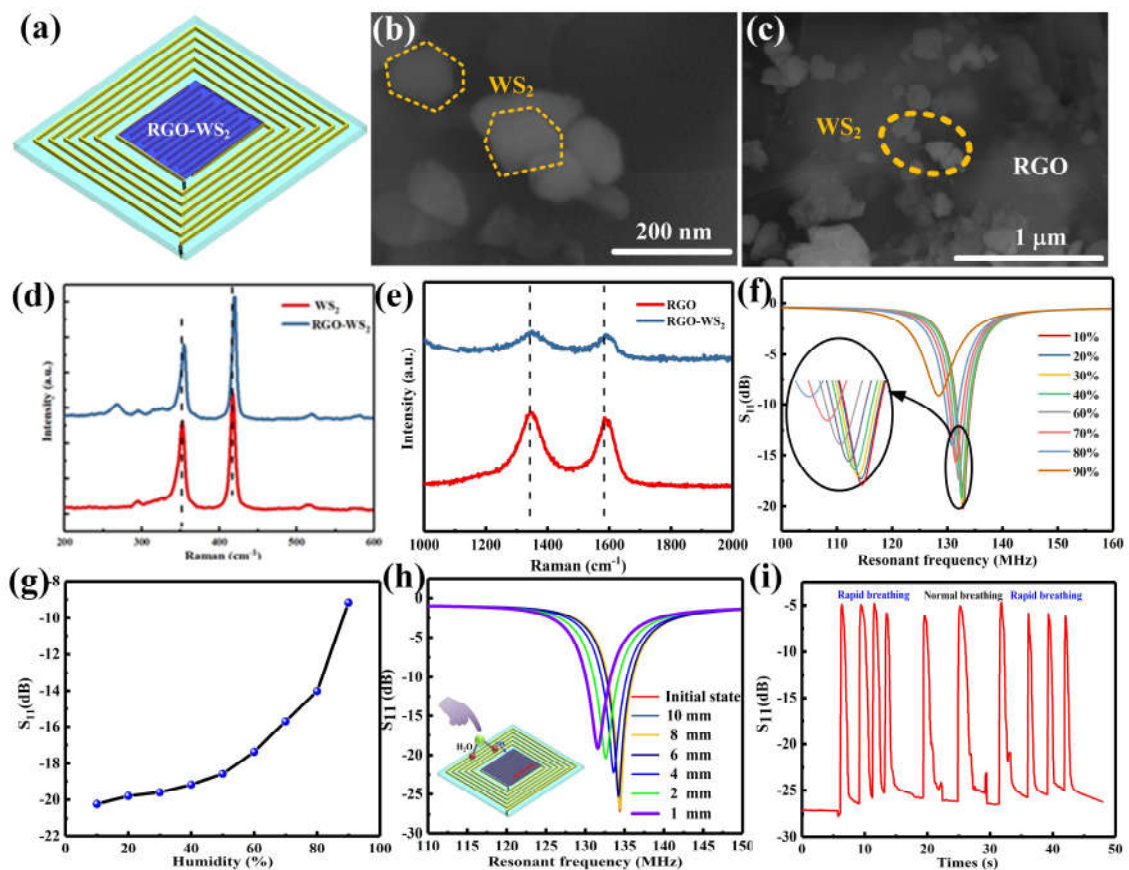 (a)
RGO-WS2
(b)
WS2
200 nm
(c)
WS2
RGO
1 μm
(d)
WS2
RGO-WS2
Intensity (a.u.)
200 300 400 500 600
Raman (cm-1)
(e)
RGO
RGO-WS2
Intensity (a.u.)
1000 1200 1400 1600 1800 2000
Raman (cm-1)
(f)
0
-5
-10
-15
-20
S11(dB)
10%
20%
30%
40%
60%
70%
80%
90%
100 110 120 130 140 150 160
Resonant frequency (MHz)
(g)
-8
-10
-12
-14
-16
-18
-20
-22
S11(dB)
0 20 40 60 80 100
Humidity (%)
(h)
0
-5
-10
-15
-20
-25
-30
S11(dB)
H2O
Initial state
10 mm
8 mm
6 mm
4 mm
2 mm
1 mm
110 115 120 125 130 135 140 145 150
Resonant frequency (MHz)
(i)
Rapid breathing Normal breathing Rapid breathing
0
-5
-10
-15
-20
-25
-30
S11(dB)
0 10 20 30 40 50
Times (s)